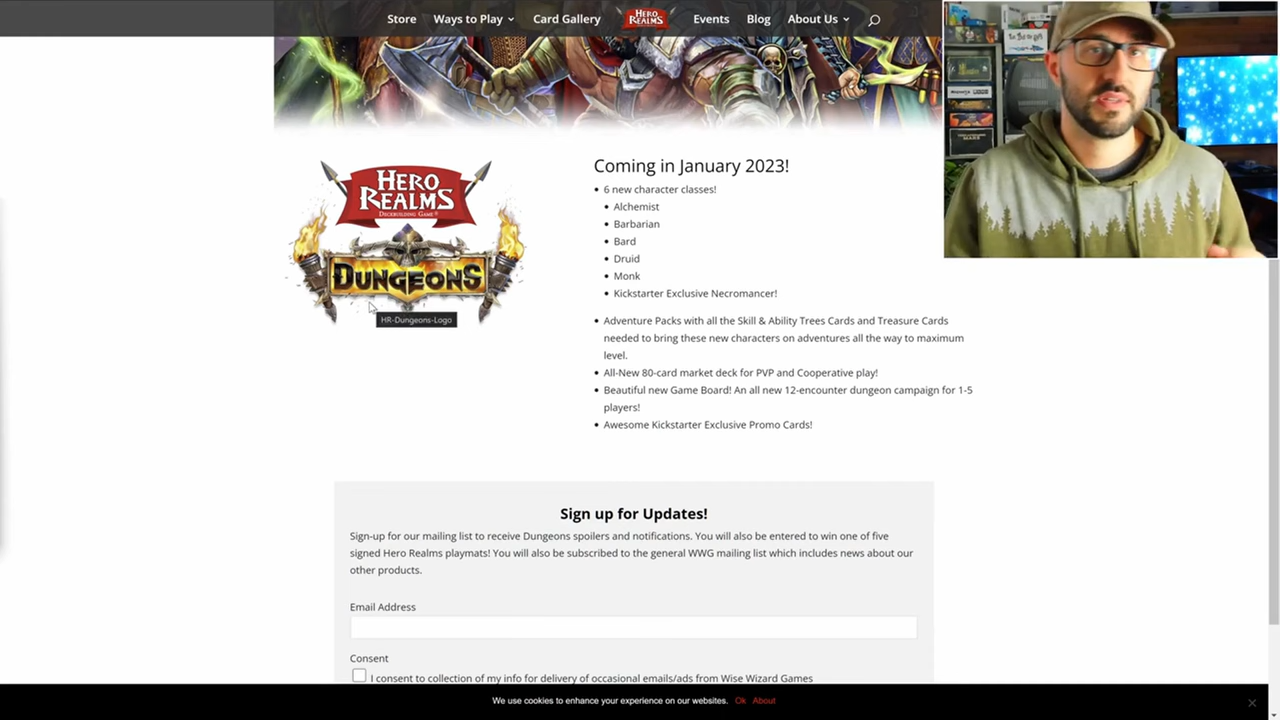 Store Ways to Play Card Gallery HERO REALMS Events Blog About Us
HERO
REALMS
DECKBUILDING GAME
DUNGEONS
HR-Dungeons-Logo
Coming in January 2023!
6 new character classes!
Alchemist
Barbarian
Bard
Druid
Monk
Kickstarter Exclusive Necromancer!
Adventure Packs with all the Skill & Ability Trees Cards and Treasure Cards
needed to bring these new characters on adventures all the way to maximum
level.
All-New 80-card market deck for PVP and Cooperative play!
Beautiful new Game Board! An all new 12-encounter dungeon campaign for 1-5
players!
Awesome Kickstarter Exclusive Promo Cards!
Sign up for Updates!
Sign-up for our mailing list to receive Dungeons spoilers and notifications. You will also be entered to win one of five
signed Hero Realms playmats! You will also be subscribed to the general WWG mailing list which includes news about our
other products.
Email Address
Consent
I consent to collection of my info for delivery of occasional emails/ads from Wise Wizard Games
We use cookies to enhance your experience on our websites. Ok About